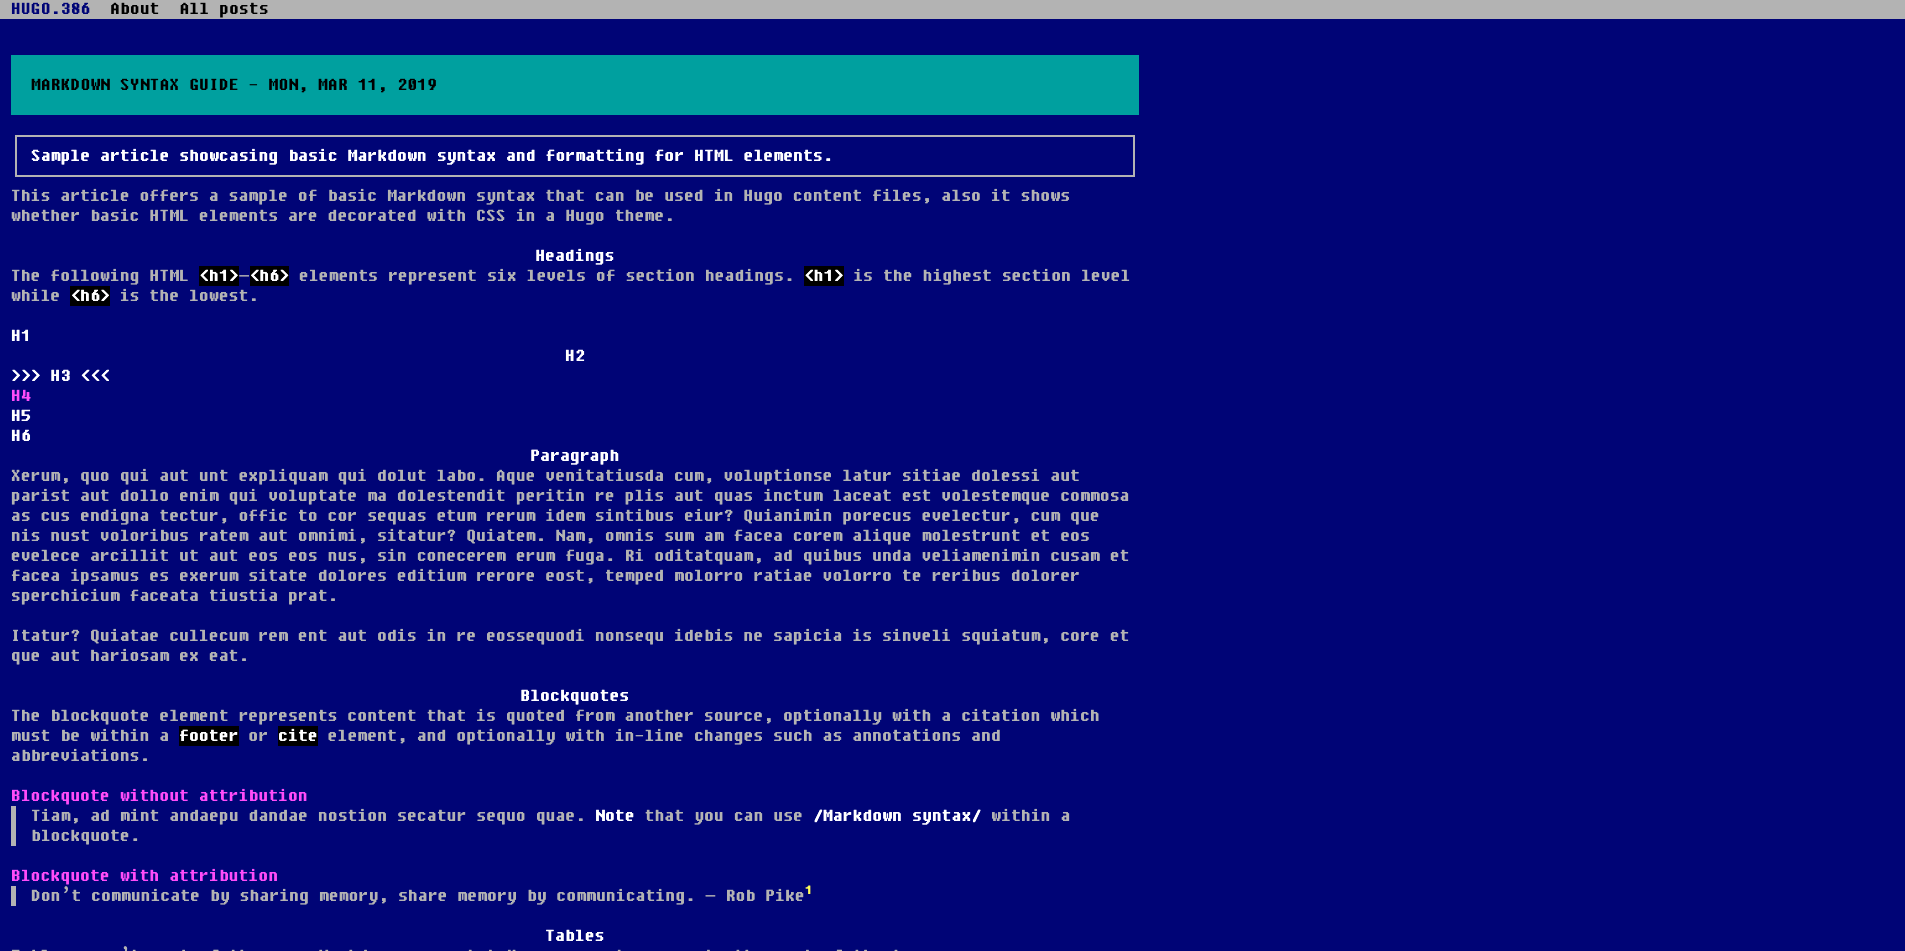 HUGO.386 About All posts
MARKDOWN SYNTAX GUIDE - MON, MAR 11, 2019
Sample article showcasing basic Markdown syntax and formatting for HTML elements.
This article offers a sample of basic Markdown syntax that can be used in Hugo content files, also it shows
whether basic HTML elements are decorated with CSS in a Hugo theme.
Headings
The following HTML <h1>—<h6> elements represent six levels of section headings. <h1> is the highest section level
while <h6> is the lowest.
H1
H2
>>> H3 <<<
H4
H5
H6
Paragraph
Xerum, quo qui aut unt expliquam qui dolut labo. Aque venitatiusda cum, voluptionse latur sitiae dolessi aut
parist aut dollo enim qui voluptate ma dolestendit peritin re plis aut quas inctum laceat est volestemque commosa
as cus endigna tectur, offic to cor sequas etum rerum idem sintibus eiur? Quianimin porecus evelectur, cum que
nis nust voloribus ratem aut omnimi, sitatur? Quiatem. Nam, omnis sum am facea corem alique molestrunt et eos
evelece arcillit ut aut eos eos nus, sin conecerem erum fuga. Ri oditatquam, ad quibus unda veliamenimin cusam et
facea ipsamus es exerum sitate dolores editium rerore eost, temped molorro ratiae volorro te reribus dolorer
sperchicium faceata tiustia prat.
Itatur? Quiatae cullecum rem ent aut odis in re eossequodi nonsequ idebis ne sapicia is sinveli squiatum, core et
que aut hariosam ex eat.
Blockquotes
The blockquote element represents content that is quoted from another source, optionally with a citation which
must be within a footer or cite element, and optionally with in-line changes such as annotations and
abbreviations.
Blockquote without attribution
Tiam, ad mint andaepu dandae nostion secatur sequo quae. Note that you can use /Markdown syntax/ within a
blockquote.
Blockquote with attribution
Don’t communicate by sharing memory, share memory by communicating. — Rob Pike1
Tables